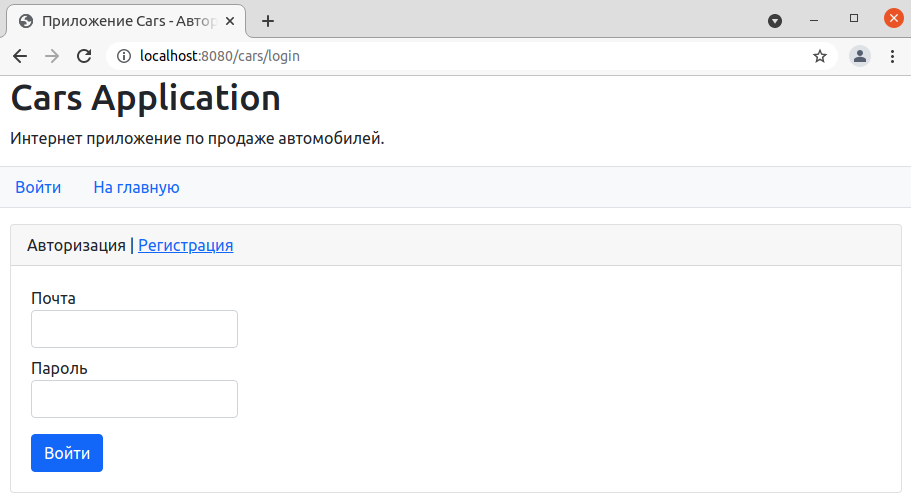 Приложение Cars - Автор
localhost:8080/cars/login
Cars Application
Интернет приложение по продаже автомобилей.
Войти На главную
Авторизация | Регистрация
Почта
Пароль
Войти